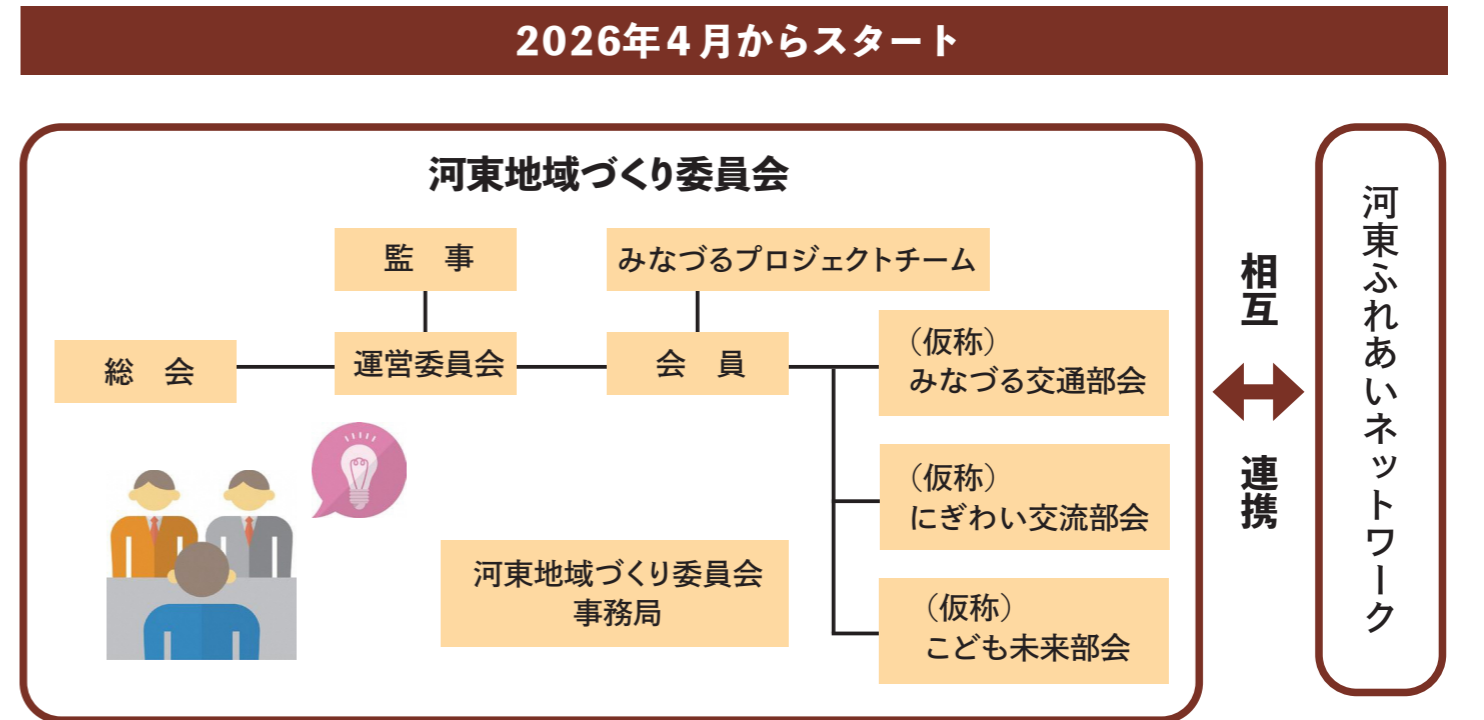 2026年4月からスタート
河東地域づくり委員会
監　事
みなづるプロジェクトチーム
総　会
運営委員会
会　員
（仮称）
みなづる交通部会
（仮称）
にぎわい交流部会
（仮称）
こども未来部会
河東地域づくり委員会
事務局
相互
連携
河東ふれあいネットワーク